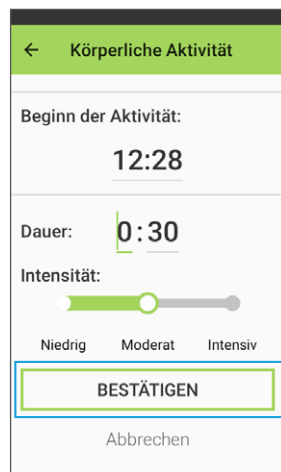 Körperliche Aktivität
Beginn der Aktivität:
12:28
Dauer: 0:30
Intensität:
Niedrig Moderat Intensiv
BESTÄTIGEN
Abbrechen